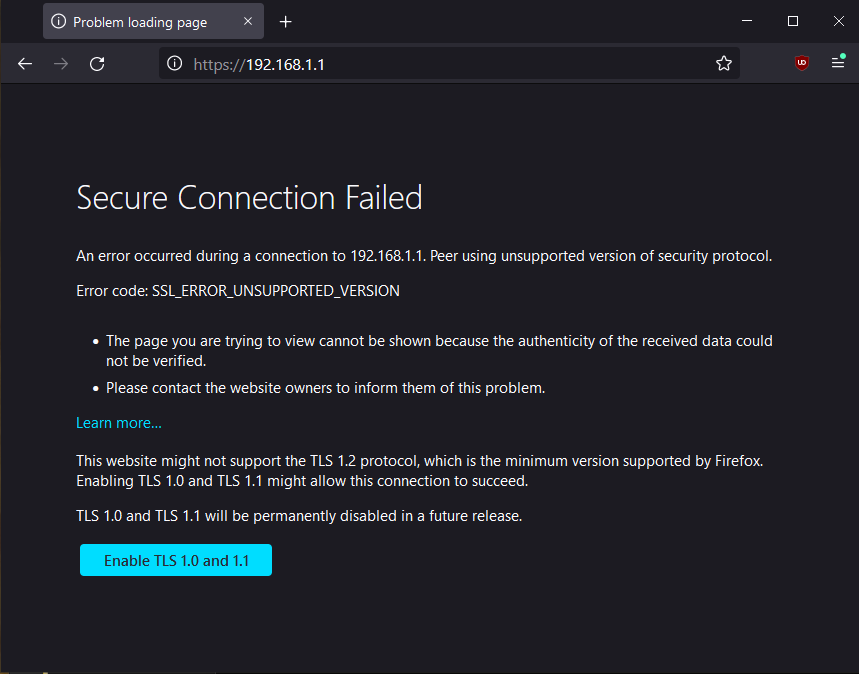 Problem loading page
https://192.168.1.1
UD
Secure Connection Failed
An error occurred during a connection to 192.168.1.1. Peer using unsupported version of security protocol.
Error code: SSL_ERROR_UNSUPPORTED_VERSION
• The page you are trying to view cannot be shown because the authenticity of the received data could
not be verified.
• Please contact the website owners to inform them of this problem.
Learn more…
This website might not support the TLS 1.2 protocol, which is the minimum version supported by Firefox.
Enabling TLS 1.0 and TLS 1.1 might allow this connection to succeed.
TLS 1.0 and TLS 1.1 will be permanently disabled in a future release.
Enable TLS 1.0 and 1.1